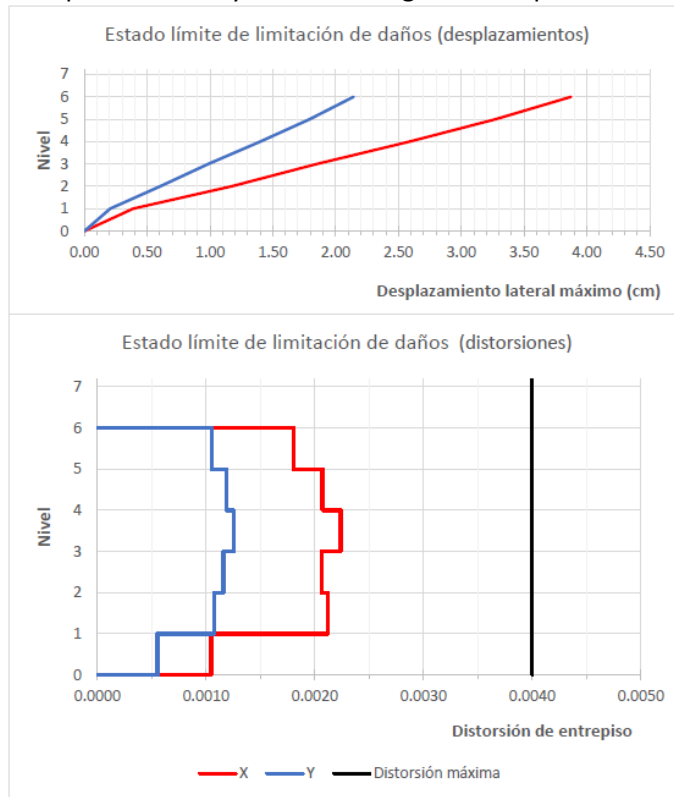 Estado límite de limitación de daños (desplazamientos)
7
6
5
4
3
2
1
0
Nivel
0.00 0.50 1.00 1.50 2.00 2.50 3.00 3.50 4.00 4.50
Desplazamiento lateral máximo (cm)
Estado límite de limitación de daños (distorsiones)
7
6
5
4
3
2
1
0
Nivel
0.0000 0.0010 0.0020 0.0030 0.0040 0.0050
Distorsión de entrepiso
X Y Distorsión máxima